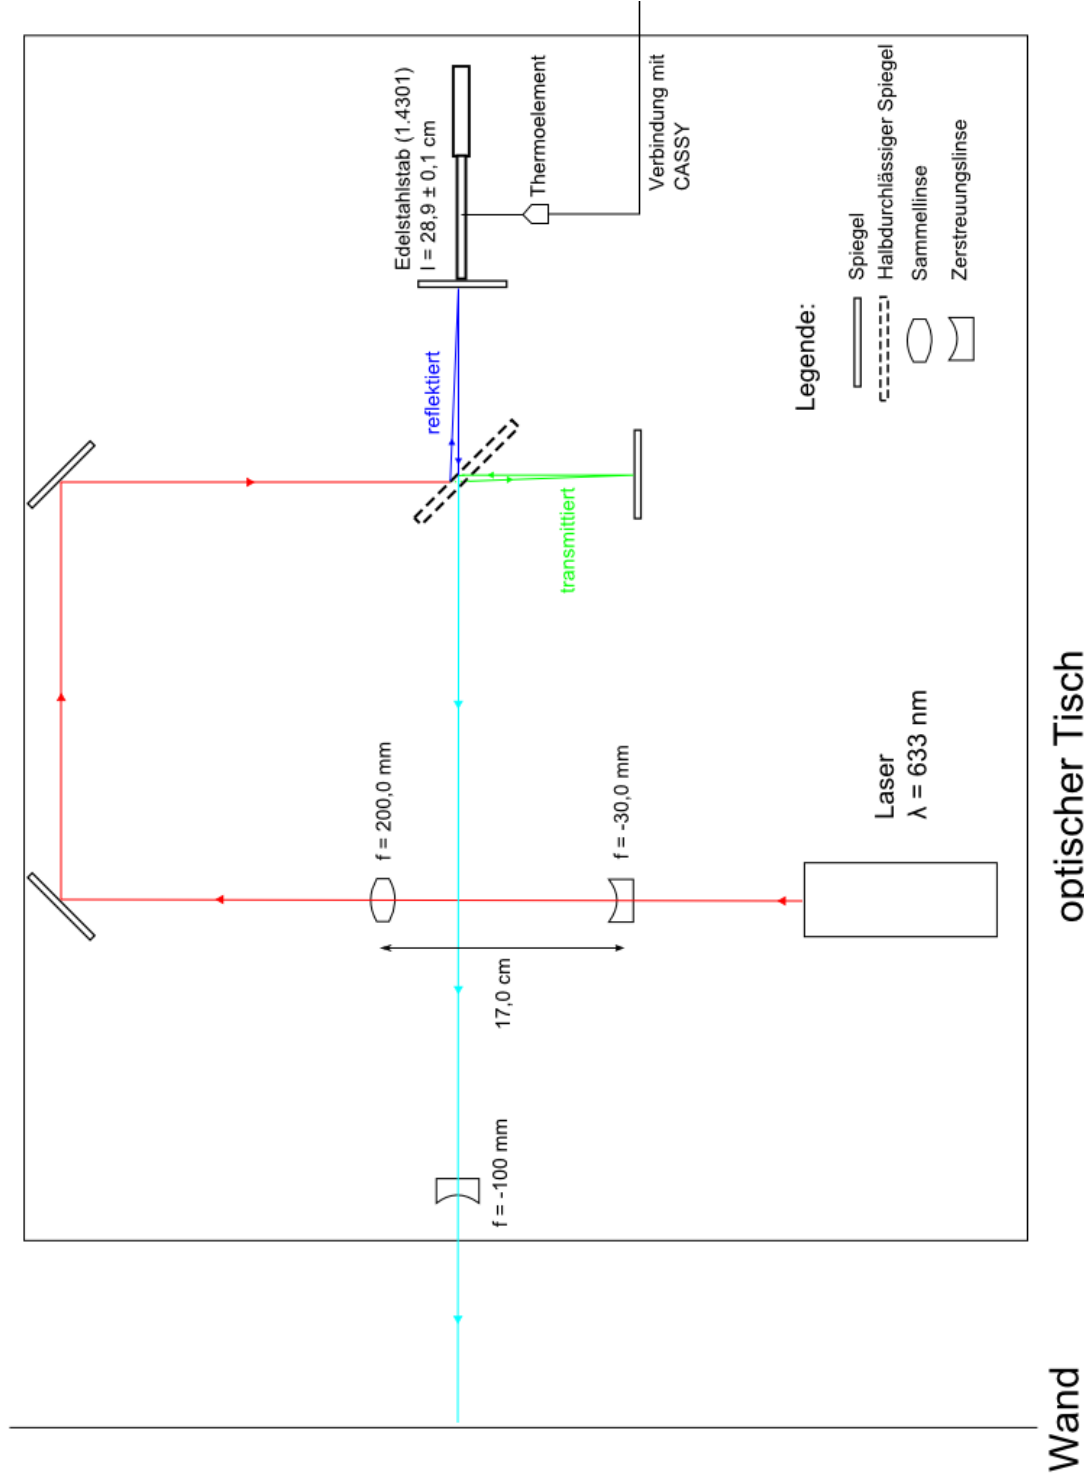 Edelstahlstab (1.4301)
l = 28,9 ± 0,1 cm
Thermoelement
Verbindung mit
CASSY
reflektiert
transmittiert
Legende:
Spiegel
Halbdurchlässiger Spiegel
Sammellinse
Zerstreuungslinse
f = 200,0 mm
f = -30,0 mm
17,0 cm
Laser
λ = 633 nm
f = -100 mm
optischer Tisch
Wand